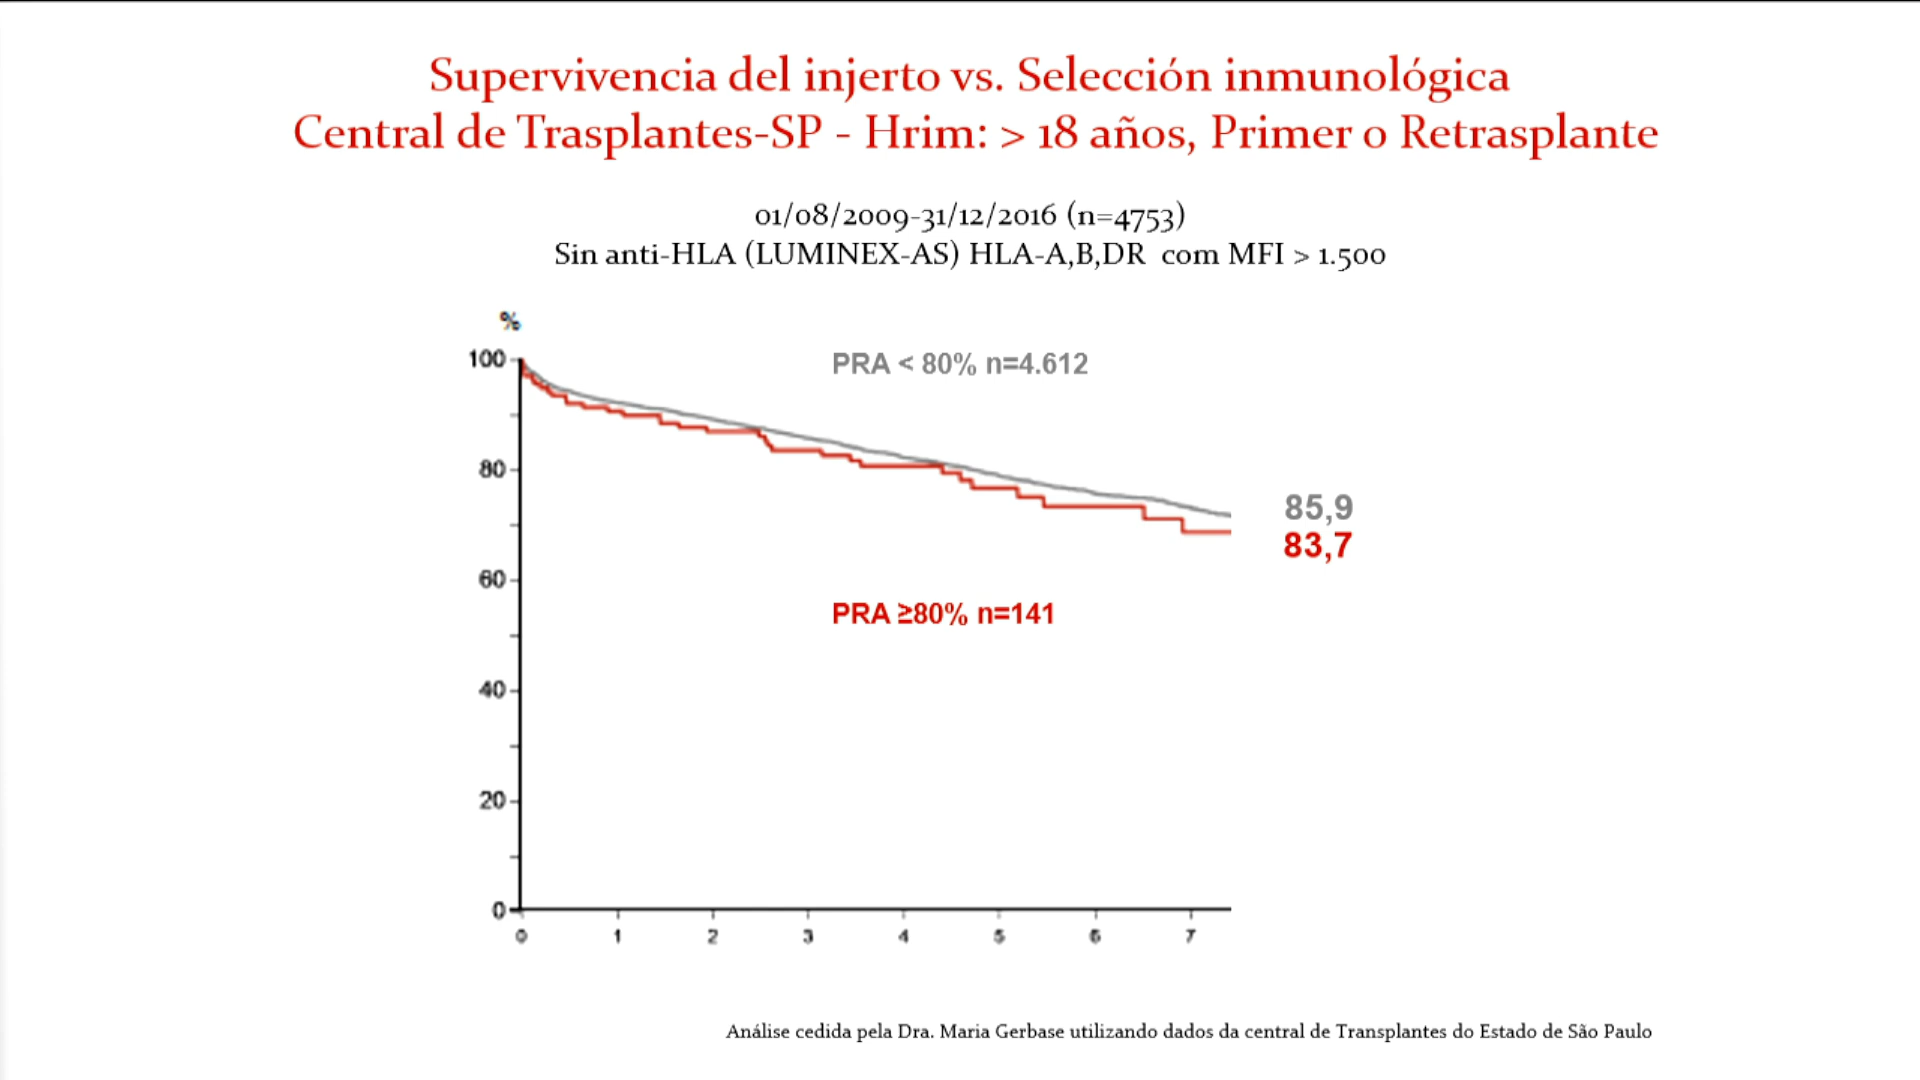 Supervivencia del injerto vs. Selección inmunológica
Central de Trasplantes-SP - Hrim: > 18 años, Primer o Retrasplante
01/08/2009-31/12/2016 (n=4753)
Sin anti-HLA (LUMINEX-AS) HLA-A,B,DR com MFI > 1.500
%
100
PRA < 80% n=4.612
80
85,9
83,7
60
PRA ≥80% n=141
40
20
0
0 1 2 3 4 5 6 7
Análise cedida pela Dra. Maria Gerbase utilizando dados da central de Transplantes do Estado de São Paulo